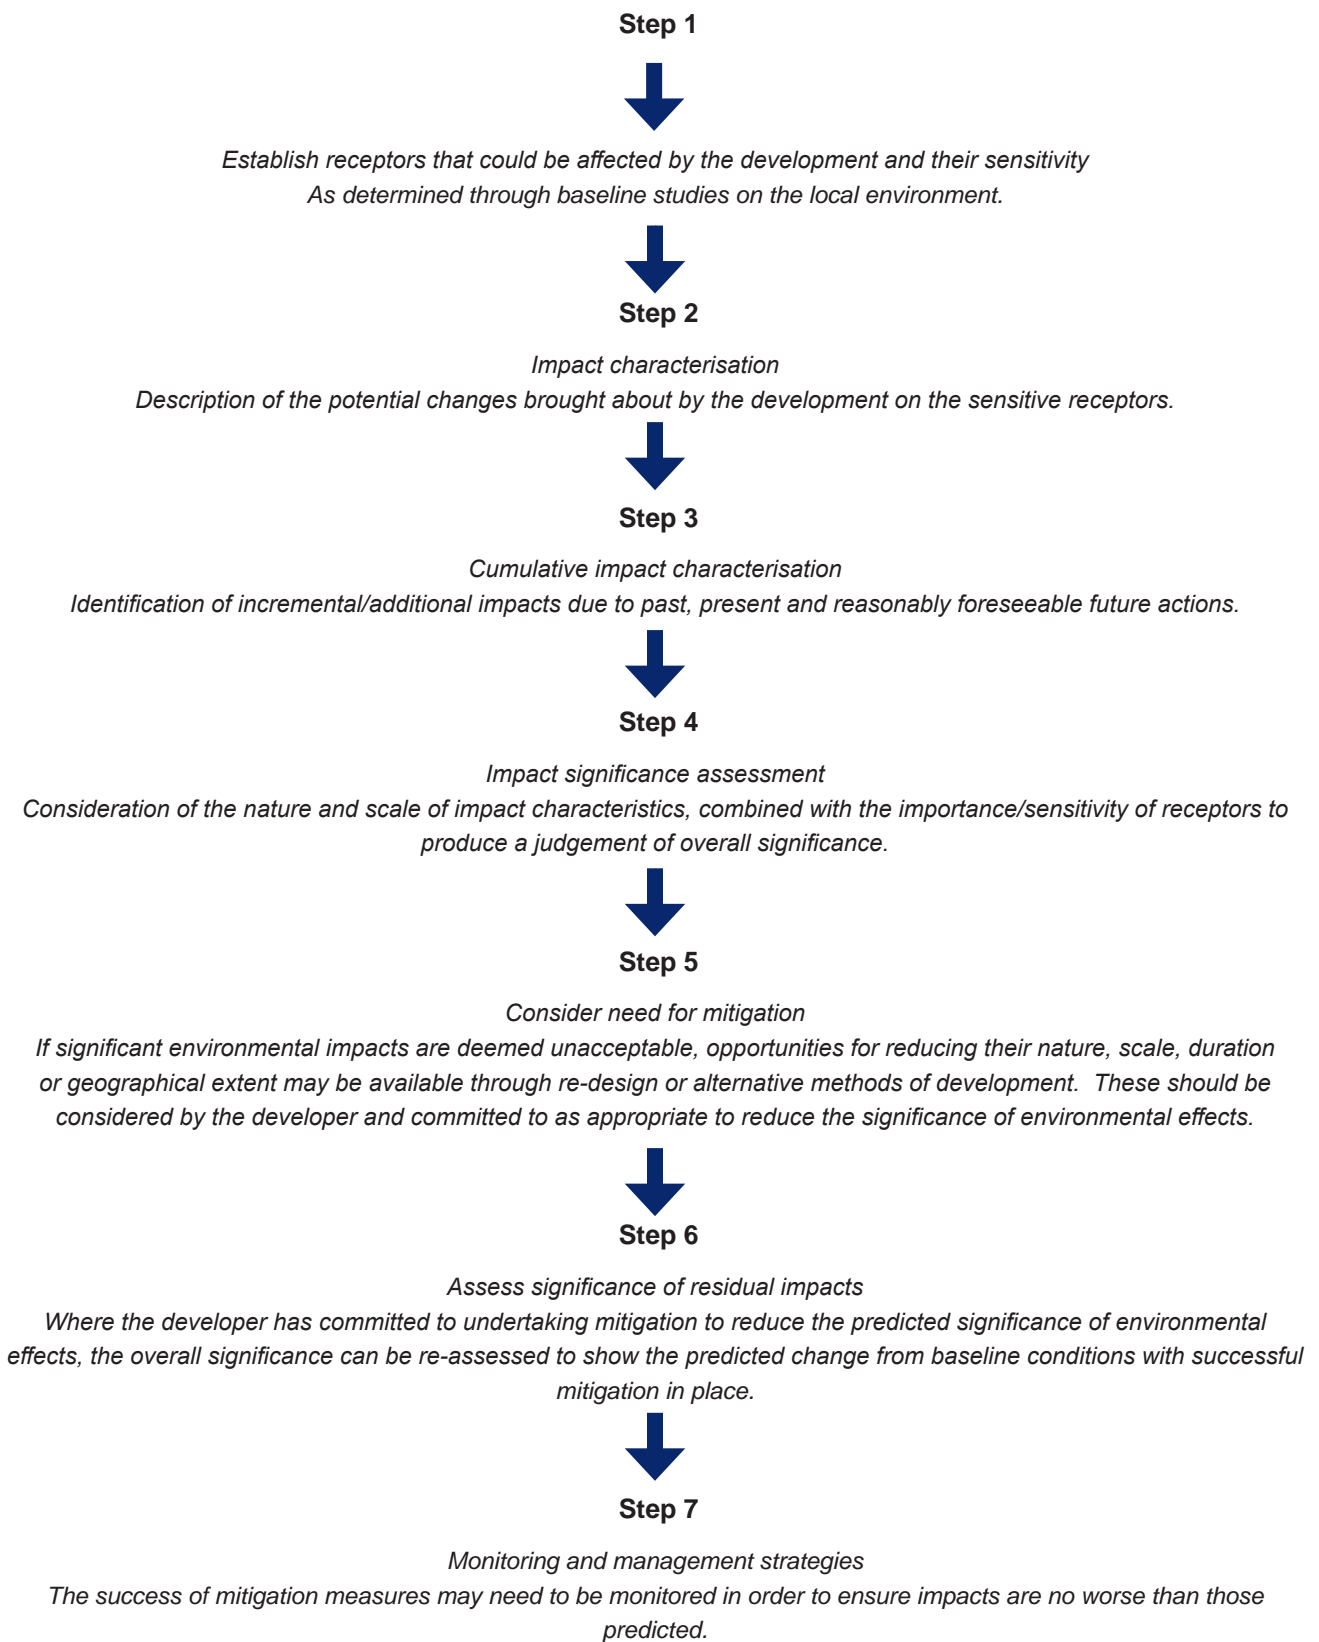 Step 1
Establish receptors that could be affected by the development and their sensitivity
As determined through baseline studies on the local environment.
Step 2
Impact characterisation
Description of the potential changes brought about by the development on the sensitive receptors.
Step 3
Cumulative impact characterisation
Identification of incremental/additional impacts due to past, present and reasonably foreseeable future actions.
Step 4
Impact significance assessment
Consideration of the nature and scale of impact characteristics, combined with the importance/sensitivity of receptors to
produce a judgement of overall significance.
Step 5
Consider need for mitigation
If significant environmental impacts are deemed unacceptable, opportunities for reducing their nature, scale, duration
or geographical extent may be available through re-design or alternative methods of development.  These should be
considered by the developer and committed to as appropriate to reduce the significance of environmental effects.
Step 6
Assess significance of residual impacts
Where the developer has committed to undertaking mitigation to reduce the predicted significance of environmental
effects, the overall significance can be re-assessed to show the predicted change from baseline conditions with successful
mitigation in place.
Step 7
Monitoring and management strategies
The success of mitigation measures may need to be monitored in order to ensure impacts are no worse than those
predicted.